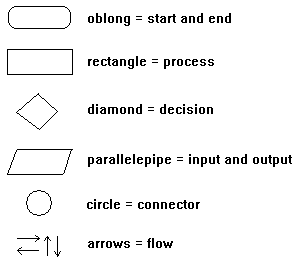 oblong = start and end
rectangle = process
diamond = decision
parallelepipe = input and output
circle = connector
arrows = flow